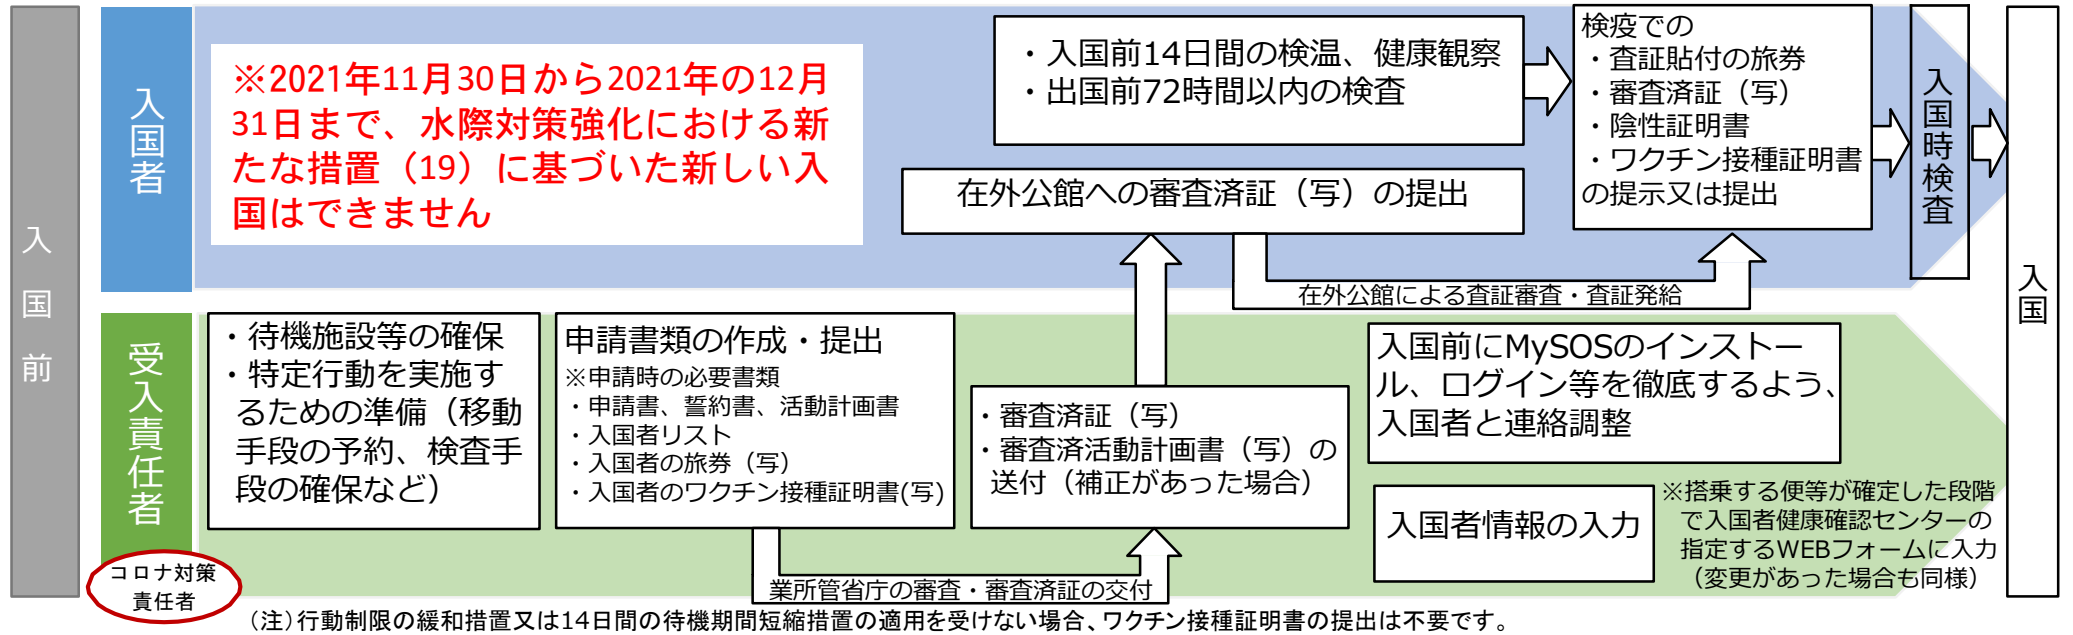 入国前
入国者
※2021年11月30日から2021年の12月
31日まで、水際対策強化における新
たな措置（19）に基づいた新しい入
国はできません
・入国前14日間の検温、健康観察
・出国前72時間以内の検査
在外公館への審査済証（写）の提出
検疫での
・査証貼付の旅券
・審査済証（写）
・陰性証明書
・ワクチン接種証明書
の提示又は提出
入国時検査
在外公館による査証審査・査証発給
入国
受入責任者
コロナ対策
責任者
・待機施設等の確保
・特定行動を実施す
るための準備（移動
手段の予約、検査手
段の確保など）
申請書類の作成・提出
※申請時の必要書類
・申請書、誓約書、活動計画書
・入国者リスト
・入国者の旅券（写）
・入国者のワクチン接種証明書(写)
・審査済証（写）
・審査済活動計画書（写）の
送付（補正があった場合）
業所管省庁の審査・審査済証の交付
入国前にMySOSのインストー
ル、ログイン等を徹底するよう、
入国者と連絡調整
入国者情報の入力
※搭乗する便等が確定した段階
で入国者健康確認センターの
指定するWEBフォームに入力
（変更があった場合も同様）
（注）行動制限の緩和措置又は14日間の待機期間短縮措置の適用を受けない場合、ワクチン接種証明書の提出は不要です。